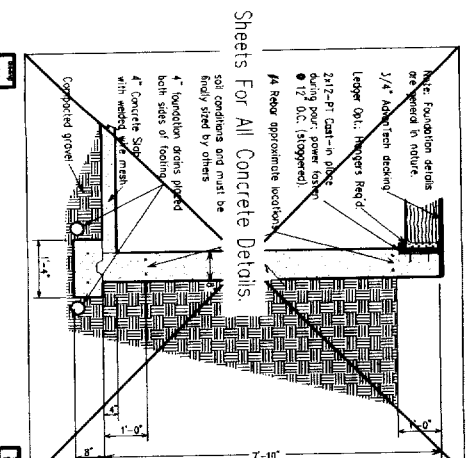 Note: Foundation details
are general in nature.
3/4" AdvanTech decking
Ledger Opt.: Hangers Req'd.
2x12-PT Cast-in place
during pour; power fasten
@ 12" O.C. (staggered).
#4 Rebar approximate locations
Sheets For All Concrete Details.
soil conditions and must be
finally sized by others
4" foundation drains placed
both sides of footing
4" Concrete Slab
with welded wire mesh
Compacted gravel
1'-4"
8"
4"
1'-0"
1'-0"
8"
7'-10"